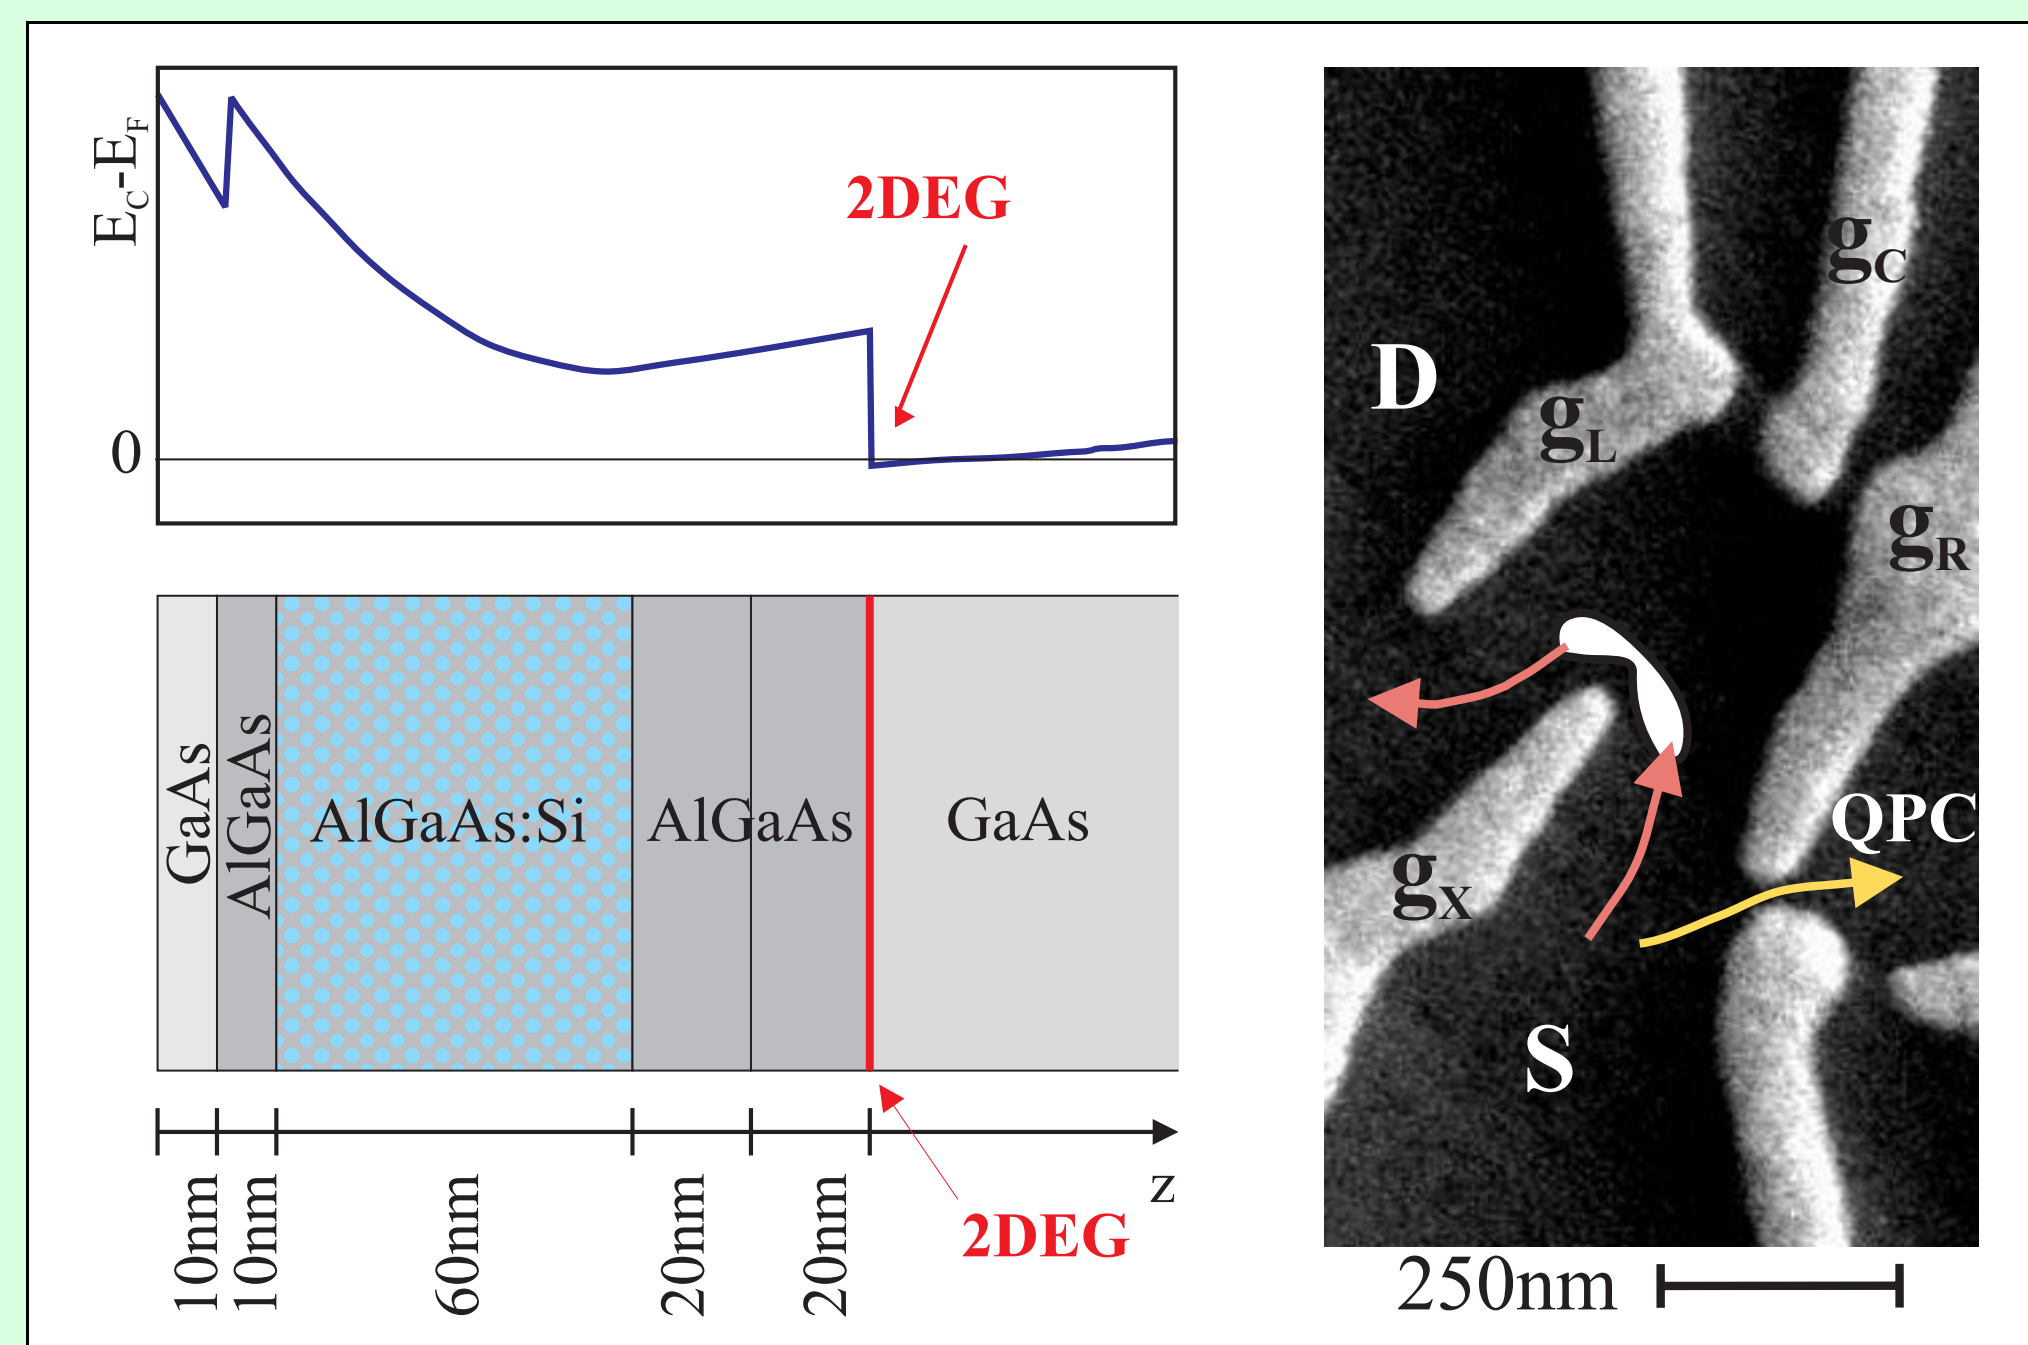 E_C-E_F
2DEG
0
GaAs
AlGaAs
AlGaAs:Si
AlGaAs
GaAs
10nm
10nm
60nm
20nm
20nm
z
2DEG
g_C
D
g_L
g_R
QPC
g_X
S
250nm